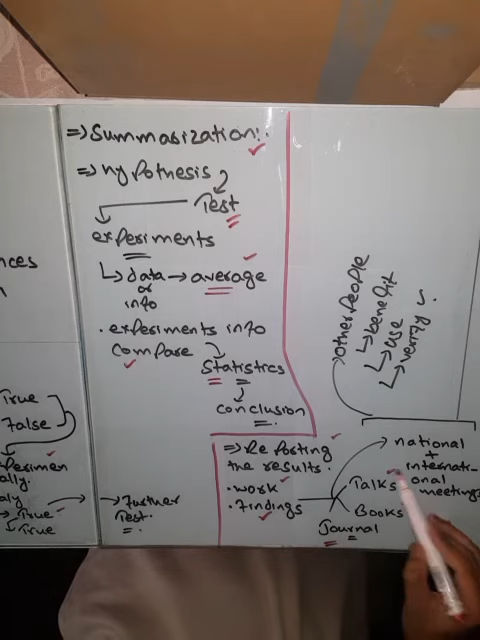 nces
n
True
False
perimen
ally.
aly
→ True
True
⇒ Summarization:
⇒ Hypothesis
Test
experiments
↳ data → average
or
info
. experiments info
Compare
Statistics
Conclusion
→ Further
Test.
⇒ Reporting
the results.
. work
. Findings
Talks
Books
Journal
national
+
internati-
onal
meetings
other people
↳ benefit
↳ use
↳ verify